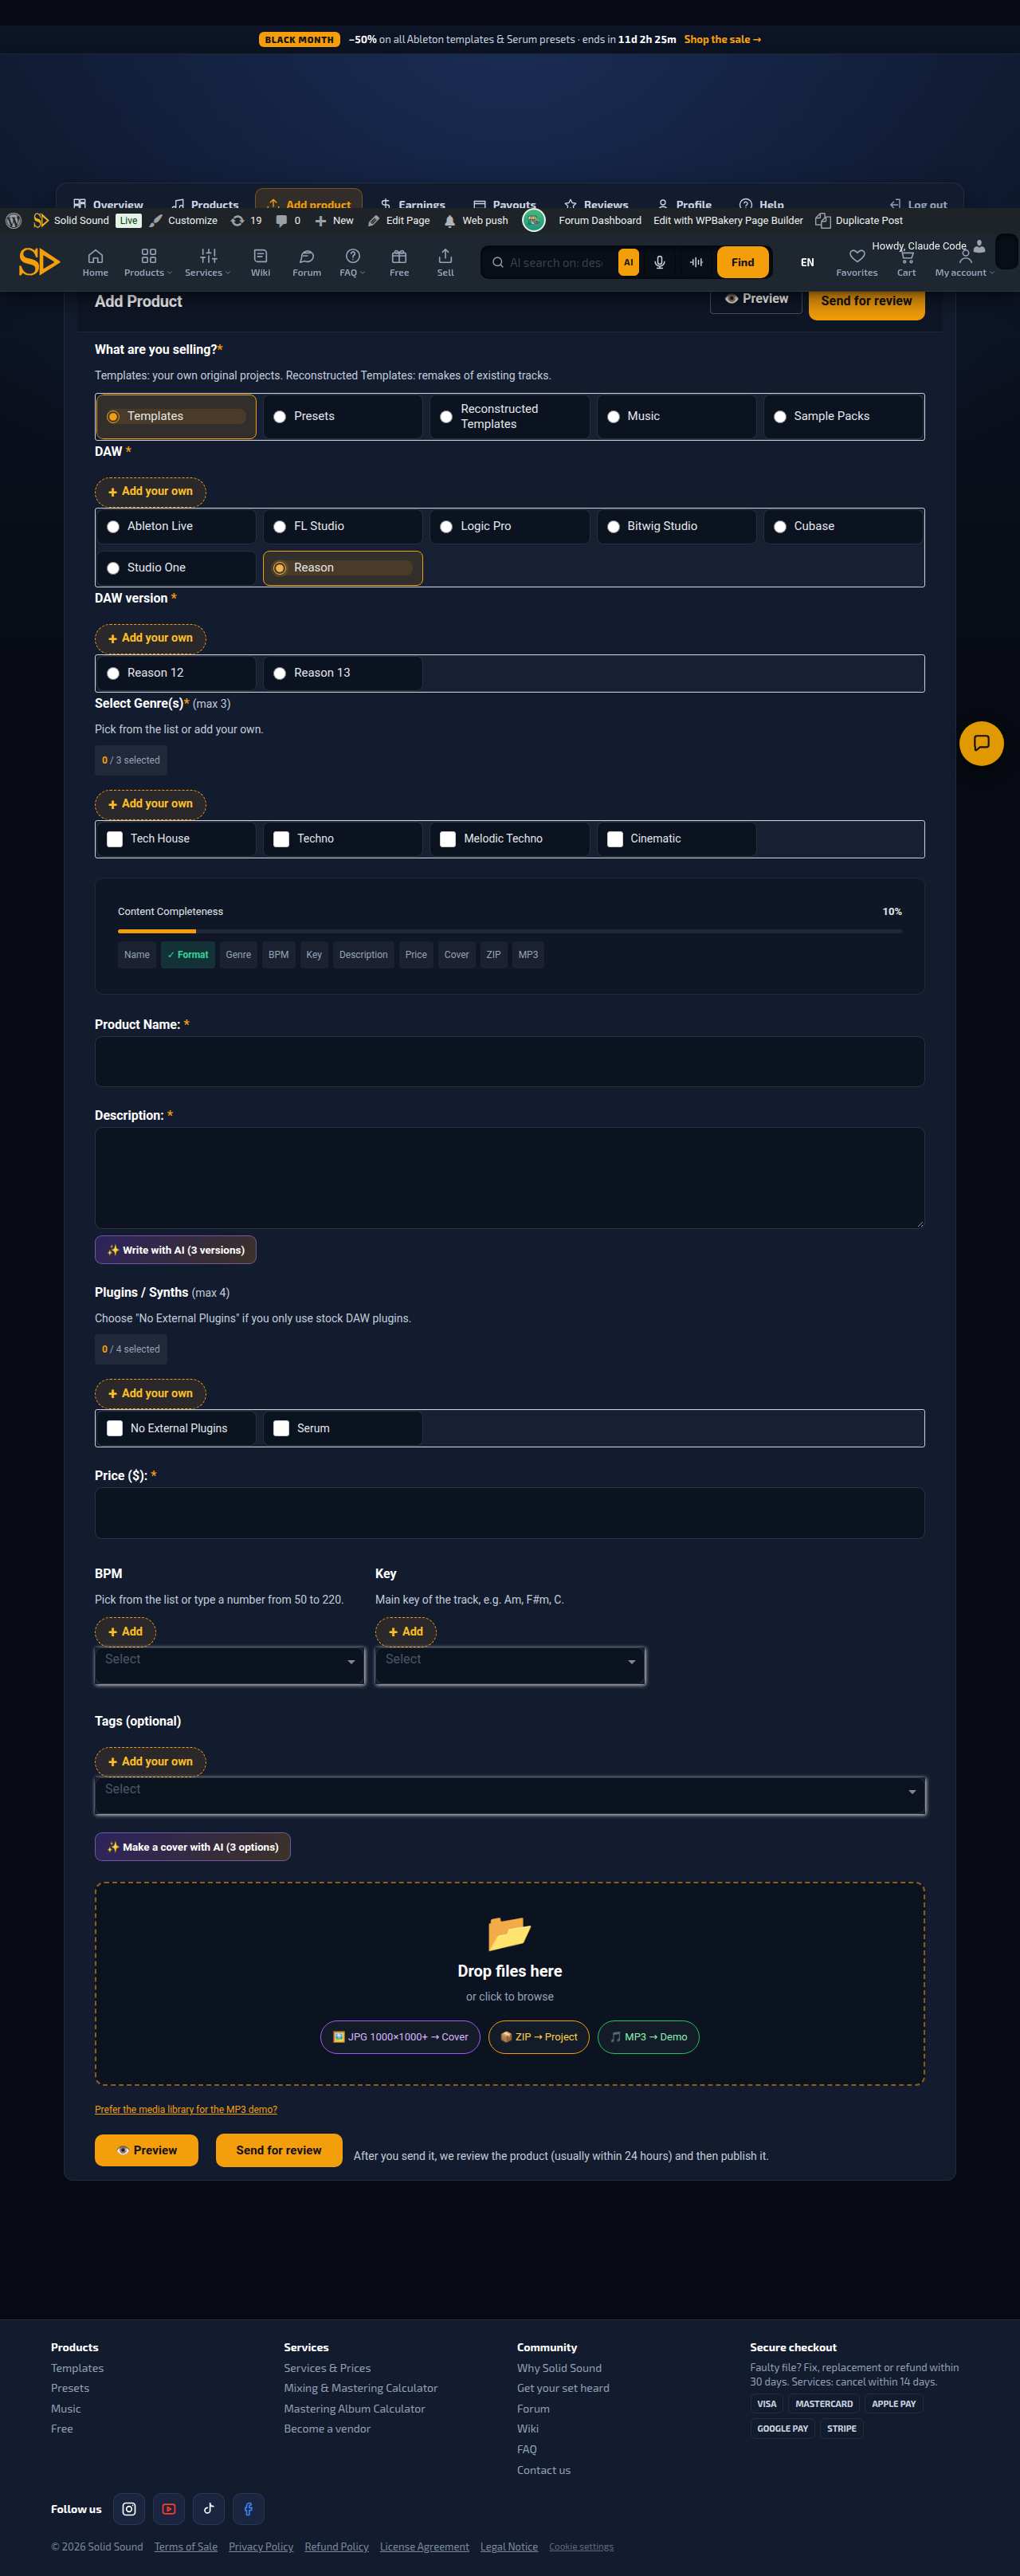 BLACK MONTH −50% on all Ableton templates & Serum presets · ends in 11d 2h 25m Shop the sale →
Overview Products Add product Earnings Payouts Reviews Profile Help Log out
Solid Sound Live Customize 19 0 New Edit Page Web push Forum Dashboard Edit with WPBakery Page Builder Duplicate Post
Howdy, Claude Code
SD Home Products Services Wiki Forum FAQ Free Sell AI search on: des AI Find EN Favorites Cart My account
Add Product Preview Send for review
What are you selling?*
Templates: your own original projects. Reconstructed Templates: remakes of existing tracks.
Templates Presets Reconstructed Templates Music Sample Packs
DAW *
+ Add your own
Ableton Live FL Studio Logic Pro Bitwig Studio Cubase
Studio One Reason
DAW version *
+ Add your own
Reason 12 Reason 13
Select Genre(s)* (max 3)
Pick from the list or add your own.
0 / 3 selected
+ Add your own
Tech House Techno Melodic Techno Cinematic
Content Completeness 10%
Name ✓ Format Genre BPM Key Description Price Cover ZIP MP3
Product Name: *
Description: *
✨ Write with AI (3 versions)
Plugins / Synths (max 4)
Choose "No External Plugins" if you only use stock DAW plugins.
0 / 4 selected
+ Add your own
No External Plugins Serum
Price ($): *
BPM Key
Pick from the list or type a number from 50 to 220. Main key of the track, e.g. Am, F#m, C.
+ Add + Add
Select Select
Tags (optional)
+ Add your own
Select
✨ Make a cover with AI (3 options)
Drop files here
or click to browse
JPG 1000×1000+ → Cover ZIP → Project MP3 → Demo
Prefer the media library for the MP3 demo?
Preview Send for review After you send it, we review the product (usually within 24 hours) and then publish it.
Products Services Community Secure checkout
Templates Services & Prices Why Solid Sound Faulty file? Fix, replacement or refund within
Presets Mixing & Mastering Calculator Get your set heard 30 days. Services: cancel within 14 days.
Music Mastering Album Calculator Forum VISA MASTERCARD APPLE PAY
Free Become a vendor Wiki GOOGLE PAY STRIPE
FAQ
Contact us
Follow us
© 2026 Solid Sound Terms of Sale Privacy Policy Refund Policy License Agreement Legal Notice Cookie settings